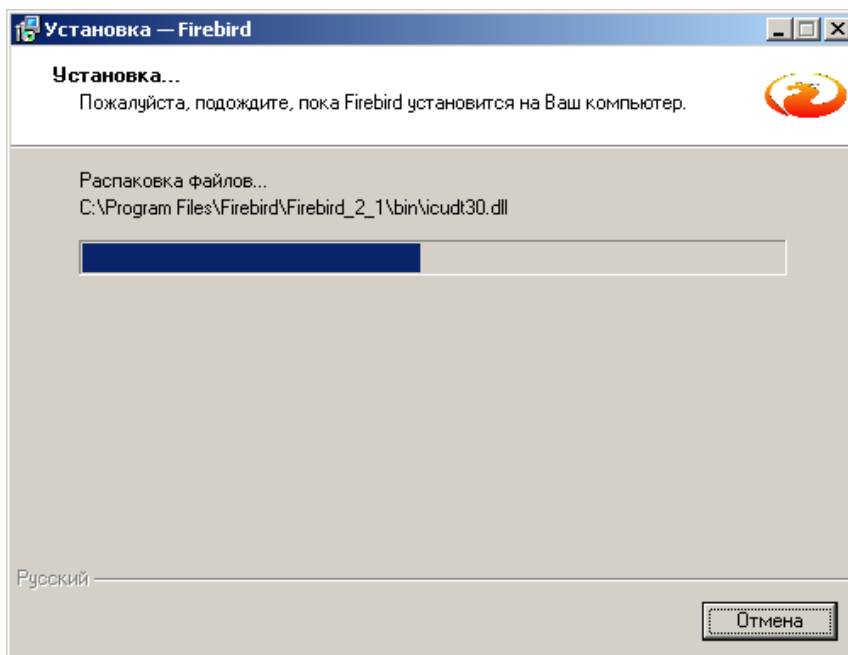 Установка — Firebird
Установка...
Пожалуйста, подождите, пока Firebird установится на Ваш компьютер.
Распаковка файлов...
C:\Program Files\Firebird\Firebird_2_1\bin\icudt30.dll
Русский
Отмена